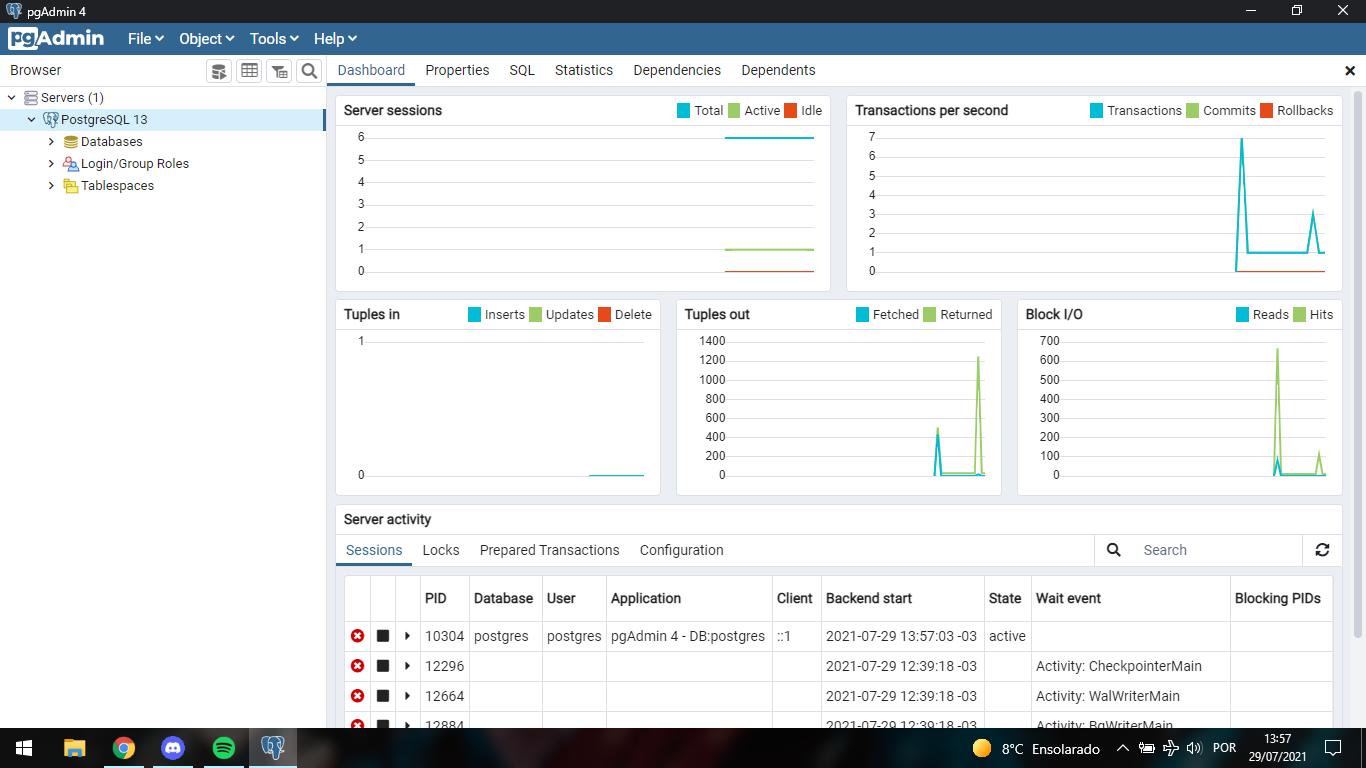 pgAdmin 4
pgAdmin File Object Tools Help
Browser
Dashboard Properties SQL Statistics Dependencies Dependents
Servers (1)
PostgreSQL 13
Databases
Login/Group Roles
Tablespaces
Server sessions Total Active Idle
6
5
4
3
2
1
0
Transactions per second Transactions Commits Rollbacks
7
6
5
4
3
2
1
0
Tuples in Inserts Updates Delete
1
0
Tuples out Fetched Returned
1400
1200
1000
800
600
400
200
0
Block I/O Reads Hits
700
600
500
400
300
200
100
0
Server activity
Sessions Locks Prepared Transactions Configuration Search
PID Database User Application Client Backend start State Wait event Blocking PIDs
10304 postgres postgres pgAdmin 4 - DB:postgres ::1 2021-07-29 13:57:03 -03 active
12296 2021-07-29 12:39:18 -03 Activity: CheckpointerMain
12664 2021-07-29 12:39:18 -03 Activity: WalWriterMain
12884 2021-07-29 12:39:18 -03 Activity: BgWriterMain
8°C Ensolarado POR 13:57
29/07/2021